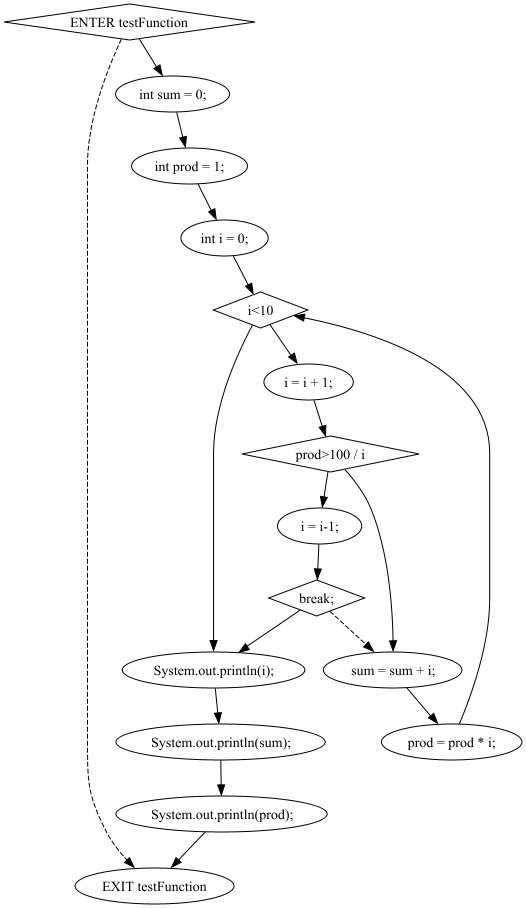 ENTER testFunction
int sum = 0;
int prod = 1;
int i = 0;
i<10
i = i + 1;
prod>100 / i
i = i-1;
break;
System.out.println(i);
sum = sum + i;
System.out.println(sum);
prod = prod * i;
System.out.println(prod);
EXIT testFunction